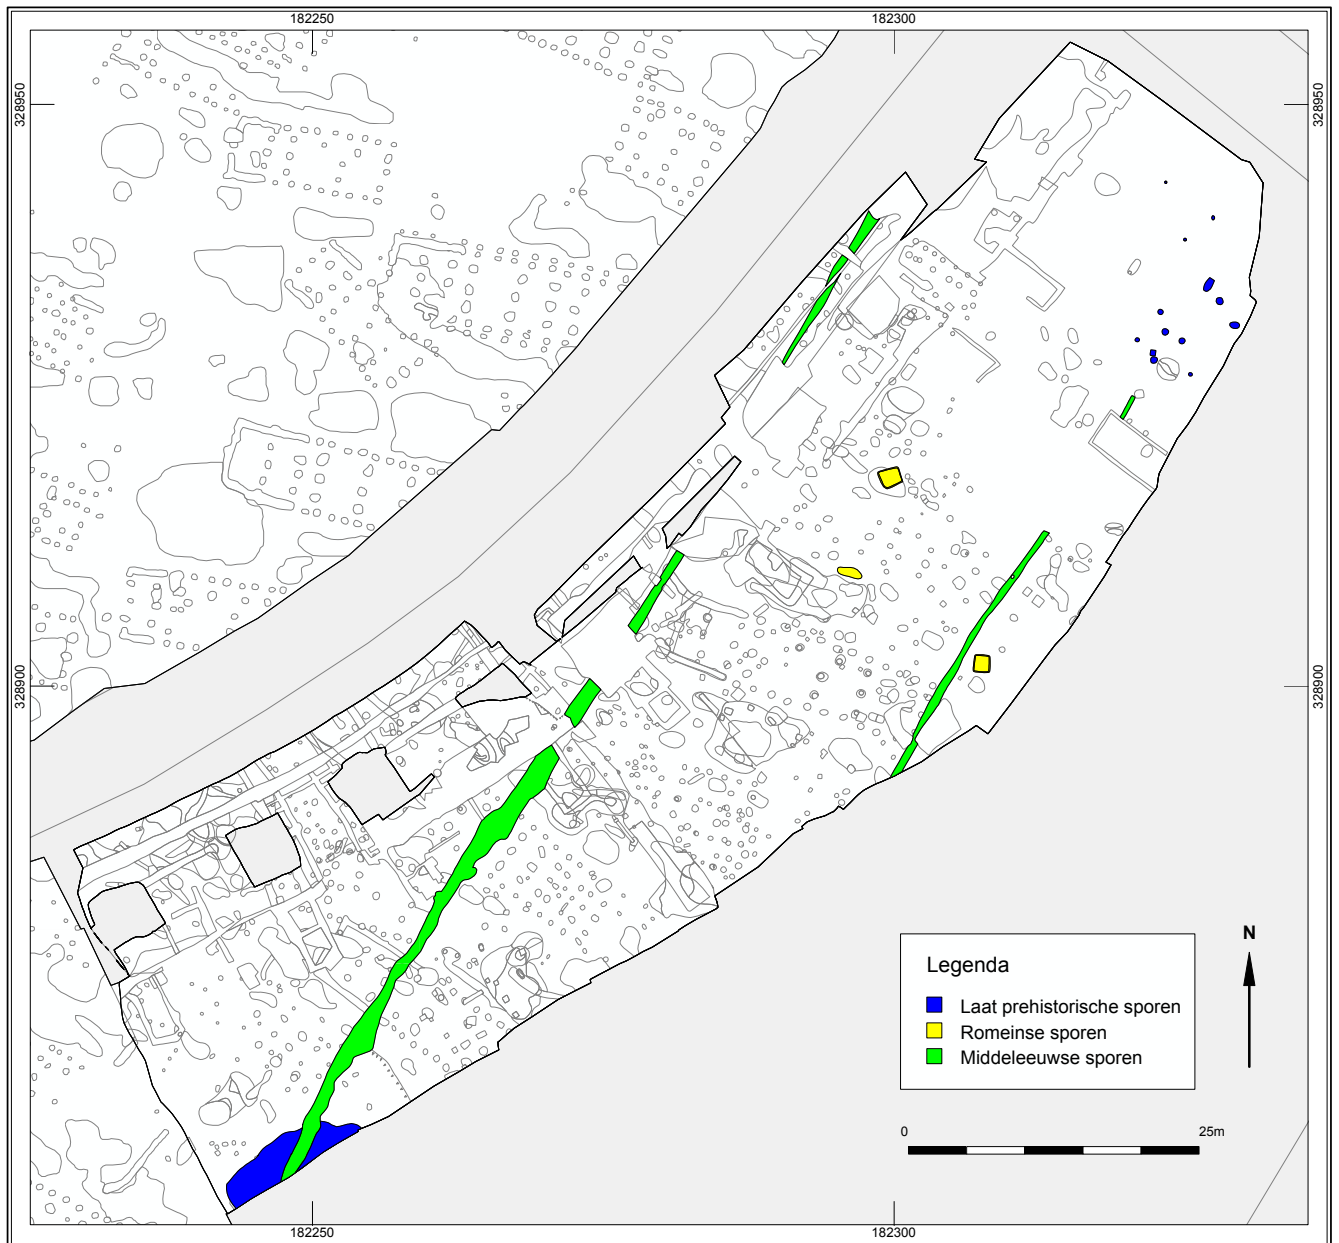 182250
182300
328950
328950
328900
328900
Legenda
Laat prehistorische sporen
Romeinse sporen
Middeleeuwse sporen
N
0
25m
182250
182300